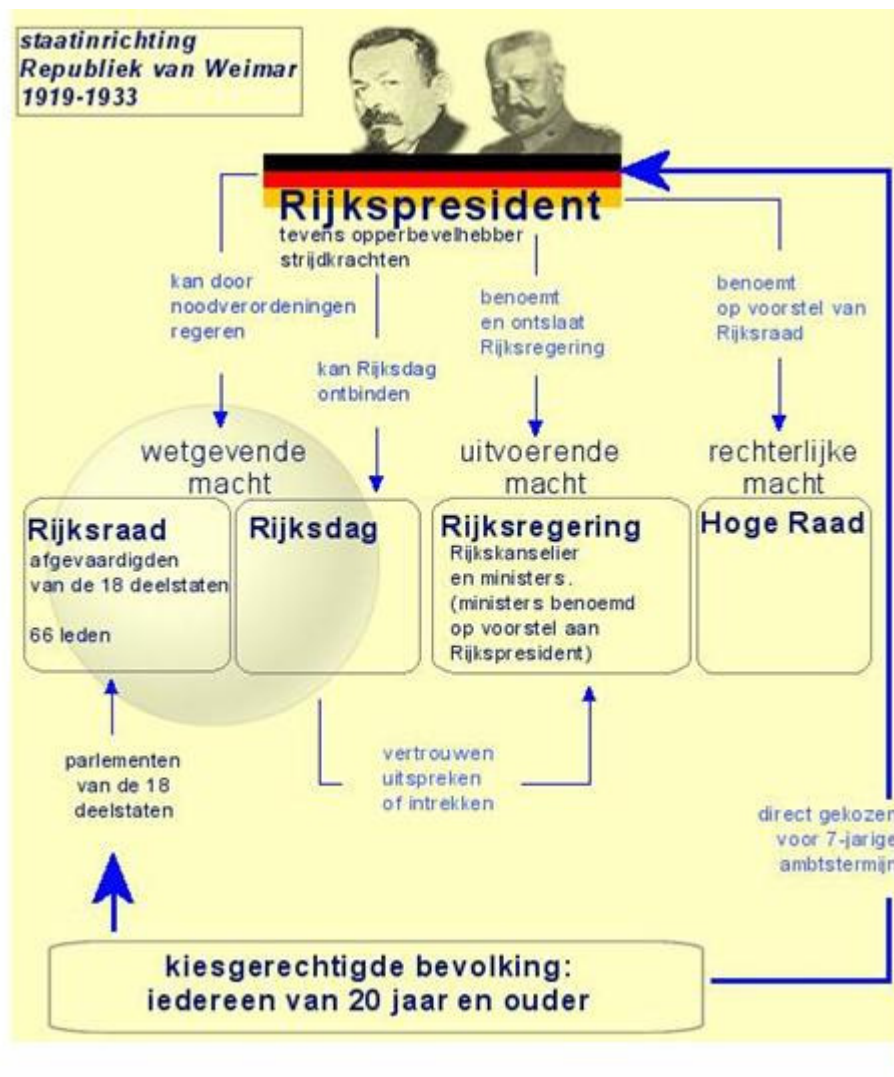 staatinrichting
Republiek van Weimar
1919-1933
Rijkspresident
tevens opperbevelhebber
strijdkrachten
kan door
noodverordeningen
regeren
kan Rijksdag
ontbinden
benoemt
en ontslaat
Rijksregering
benoemt
op voorstel van
Rijksraad
wetgevende
macht
uitvoerende
macht
rechterlijke
macht
Rijksraad
afgevaardigden
van de 18 deelstaten
66 leden
Rijksdag
Rijksregering
Rijkskanselier
en ministers.
(ministers benoemd
op voorstel aan
Rijkspresident)
Hoge Raad
parlementen
van de 18
deelstaten
vertrouwen
uitspreken
of intrekken
direct gekozen
voor 7-jarige
ambtstermijn
kiesgerechtigde bevolking:
iedereen van 20 jaar en ouder